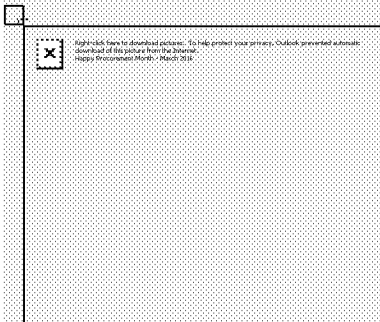 Right-click here to download pictures. To help protect your privacy, Outlook prevented automatic
download of this picture from the Internet.
Happy Procurement Month - March 2016